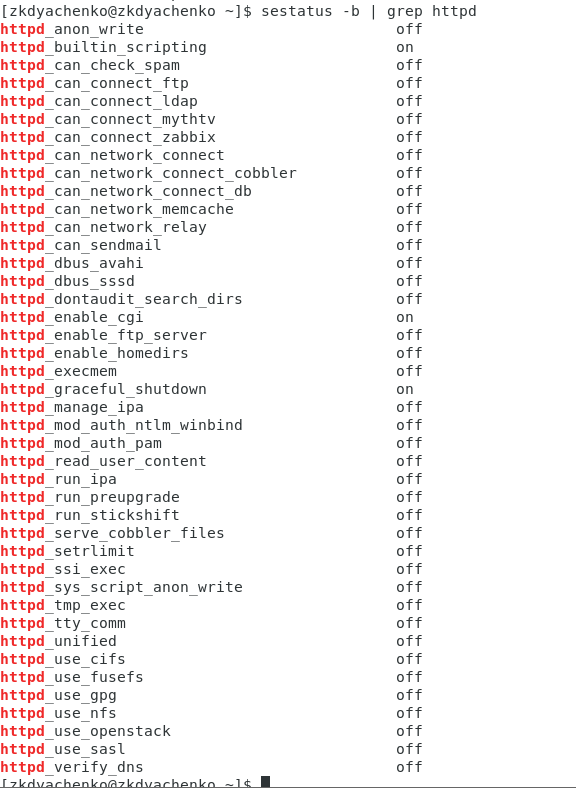 [zkdyachenko@zkdyachenko ~]$ sestatus -b | grep httpd
httpd_anon_write                            off
httpd_builtin_scripting                     on
httpd_can_check_spam                        off
httpd_can_connect_ftp                       off
httpd_can_connect_ldap                      off
httpd_can_connect_mythtv                    off
httpd_can_connect_zabbix                    off
httpd_can_network_connect                   off
httpd_can_network_connect_cobbler           off
httpd_can_network_connect_db                off
httpd_can_network_memcache                  off
httpd_can_network_relay                     off
httpd_can_sendmail                          off
httpd_dbus_avahi                            off
httpd_dbus_sssd                             off
httpd_dontaudit_search_dirs                 off
httpd_enable_cgi                            on
httpd_enable_ftp_server                     off
httpd_enable_homedirs                       off
httpd_execmem                               off
httpd_graceful_shutdown                     on
httpd_manage_ipa                            off
httpd_mod_auth_ntlm_winbind                 off
httpd_mod_auth_pam                          off
httpd_read_user_content                     off
httpd_run_ipa                               off
httpd_run_preupgrade                        off
httpd_run_stickshift                        off
httpd_serve_cobbler_files                   off
httpd_setrlimit                             off
httpd_ssi_exec                              off
httpd_sys_script_anon_write                 off
httpd_tmp_exec                              off
httpd_tty_comm                              off
httpd_unified                               off
httpd_use_cifs                              off
httpd_use_fusefs                            off
httpd_use_gpg                               off
httpd_use_nfs                               off
httpd_use_openstack                         off
httpd_use_sasl                              off
httpd_verify_dns                            off
[zkdyachenko@zkdyachenko ~]$